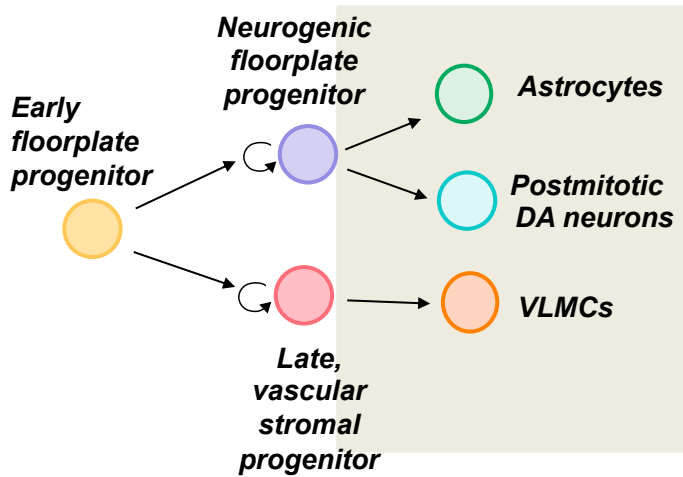 Early
floorplate
progenitor
Neurogenic
floorplate
progenitor
Astrocytes
Postmitotic
DA neurons
VLMCs
Late,
vascular
stromal
progenitor